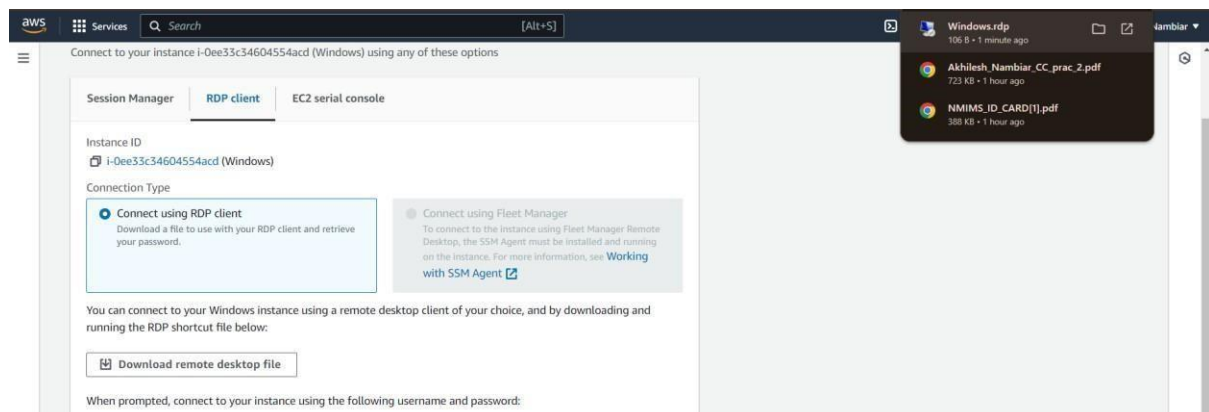 aws
Services
Search
[Alt+S]
Nambiar
Connect to your instance i-0ee33c34604554acd (Windows) using any of these options
Session Manager
RDP client
EC2 serial console
Instance ID
i-0ee33c34604554acd (Windows)
Connection Type
Connect using RDP client
Download a file to use with your RDP client and retrieve
your password.
Connect using Fleet Manager
To connect to the instance using Fleet Manager Remote
Desktop, the SSM Agent must be installed and running
on the instance. For more information, see Working
with SSM Agent
You can connect to your Windows instance using a remote desktop client of your choice, and by downloading and
running the RDP shortcut file below:
Download remote desktop file
When prompted, connect to your instance using the following username and password:
Windows.rdp
106 B • 1 minute ago
Akhilesh_Nambiar_CC_prac_2.pdf
723 KB • 1 hour ago
NMIMS_ID_CARD[1].pdf
388 KB • 1 hour ago